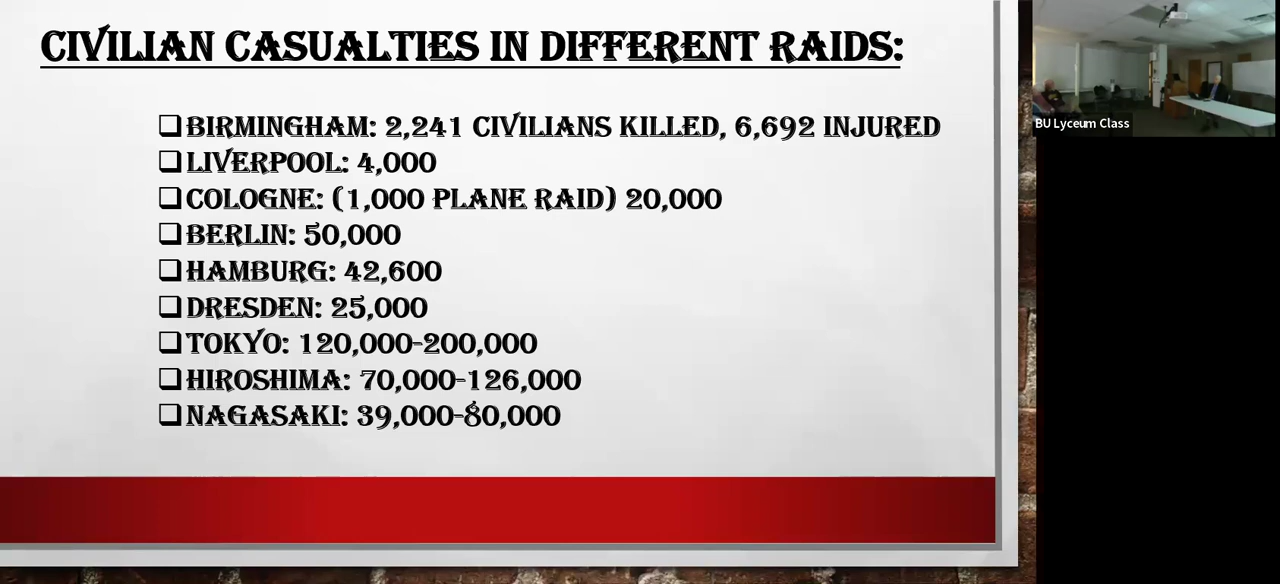 CIVILIAN CASUALTIES IN DIFFERENT RAIDS:
BIRMINGHAM: 2,241 CIVILIANS KILLED, 6,692 INJURED
LIVERPOOL: 4,000
COLOGNE: (1,000 PLANE RAID) 20,000
BERLIN: 50,000
HAMBURG: 42,600
DRESDEN: 25,000
TOKYO: 120,000-200,000
HIROSHIMA: 70,000-126,000
NAGASAKI: 39,000-80,000
BU Lyceum Class